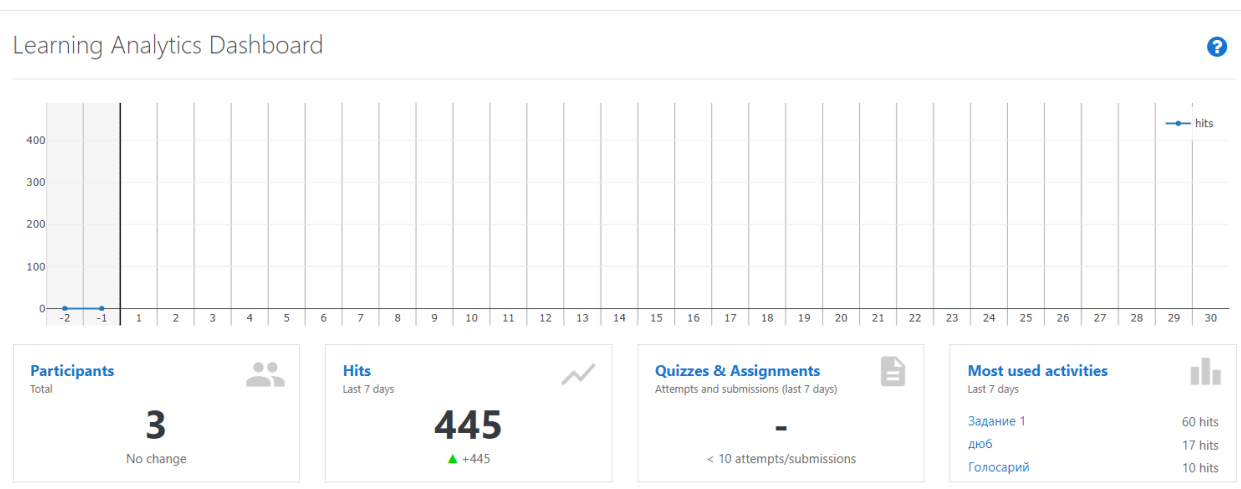 Learning Analytics Dashboard
?
hits
400
300
200
100
0
-2 -1 1 2 3 4 5 6 7 8 9 10 11 12 13 14 15 16 17 18 19 20 21 22 23 24 25 26 27 28 29 30
Participants
Total
3
No change
Hits
Last 7 days
445
▲ +445
Quizzes & Assignments
Attempts and submissions (last 7 days)
-
< 10 attempts/submissions
Most used activities
Last 7 days
Задание 1 60 hits
дюб 17 hits
Голосарий 10 hits